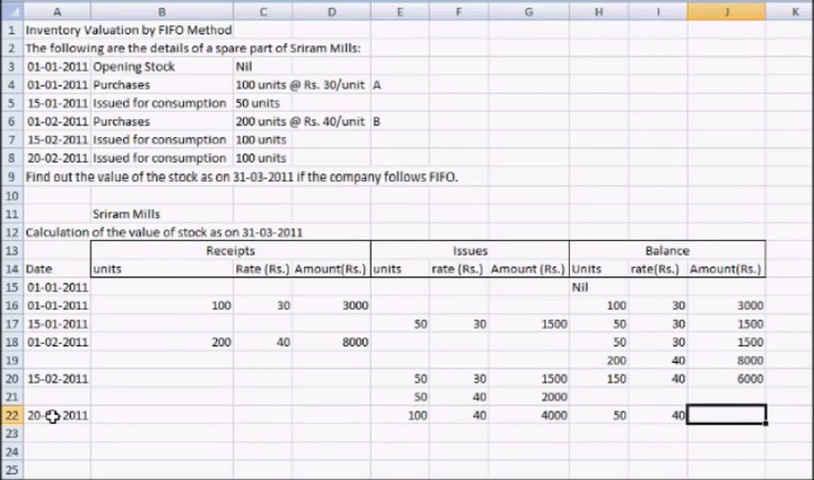 A B C D E F G H I J K
1 Inventory Valuation by FIFO Method
2 The following are the details of a spare part of Sriram Mills:
3 01-01-2011 Opening Stock Nil
4 01-01-2011 Purchases 100 units @ Rs. 30/unit A
5 15-01-2011 Issued for consumption 50 units
6 01-02-2011 Purchases 200 units @ Rs. 40/unit B
7 15-02-2011 Issued for consumption 100 units
8 20-02-2011 Issued for consumption 100 units
9 Find out the value of the stock as on 31-03-2011 if the company follows FIFO.
10
11 Sriram Mills
12 Calculation of the value of stock as on 31-03-2011
13 Receipts Issues Balance
14 Date units Rate (Rs.) Amount(Rs.) units rate (Rs.) Amount (Rs.) Units rate(Rs.) Amount(Rs.)
15 01-01-2011 Nil
16 01-01-2011 100 30 3000 100 30 3000
17 15-01-2011 50 30 1500 50 30 1500
18 01-02-2011 200 40 8000 50 30 1500
19 200 40 8000
20 15-02-2011 50 30 1500 150 40 6000
21 50 40 2000
22 20- 2011 100 40 4000 50 40
23
24
25